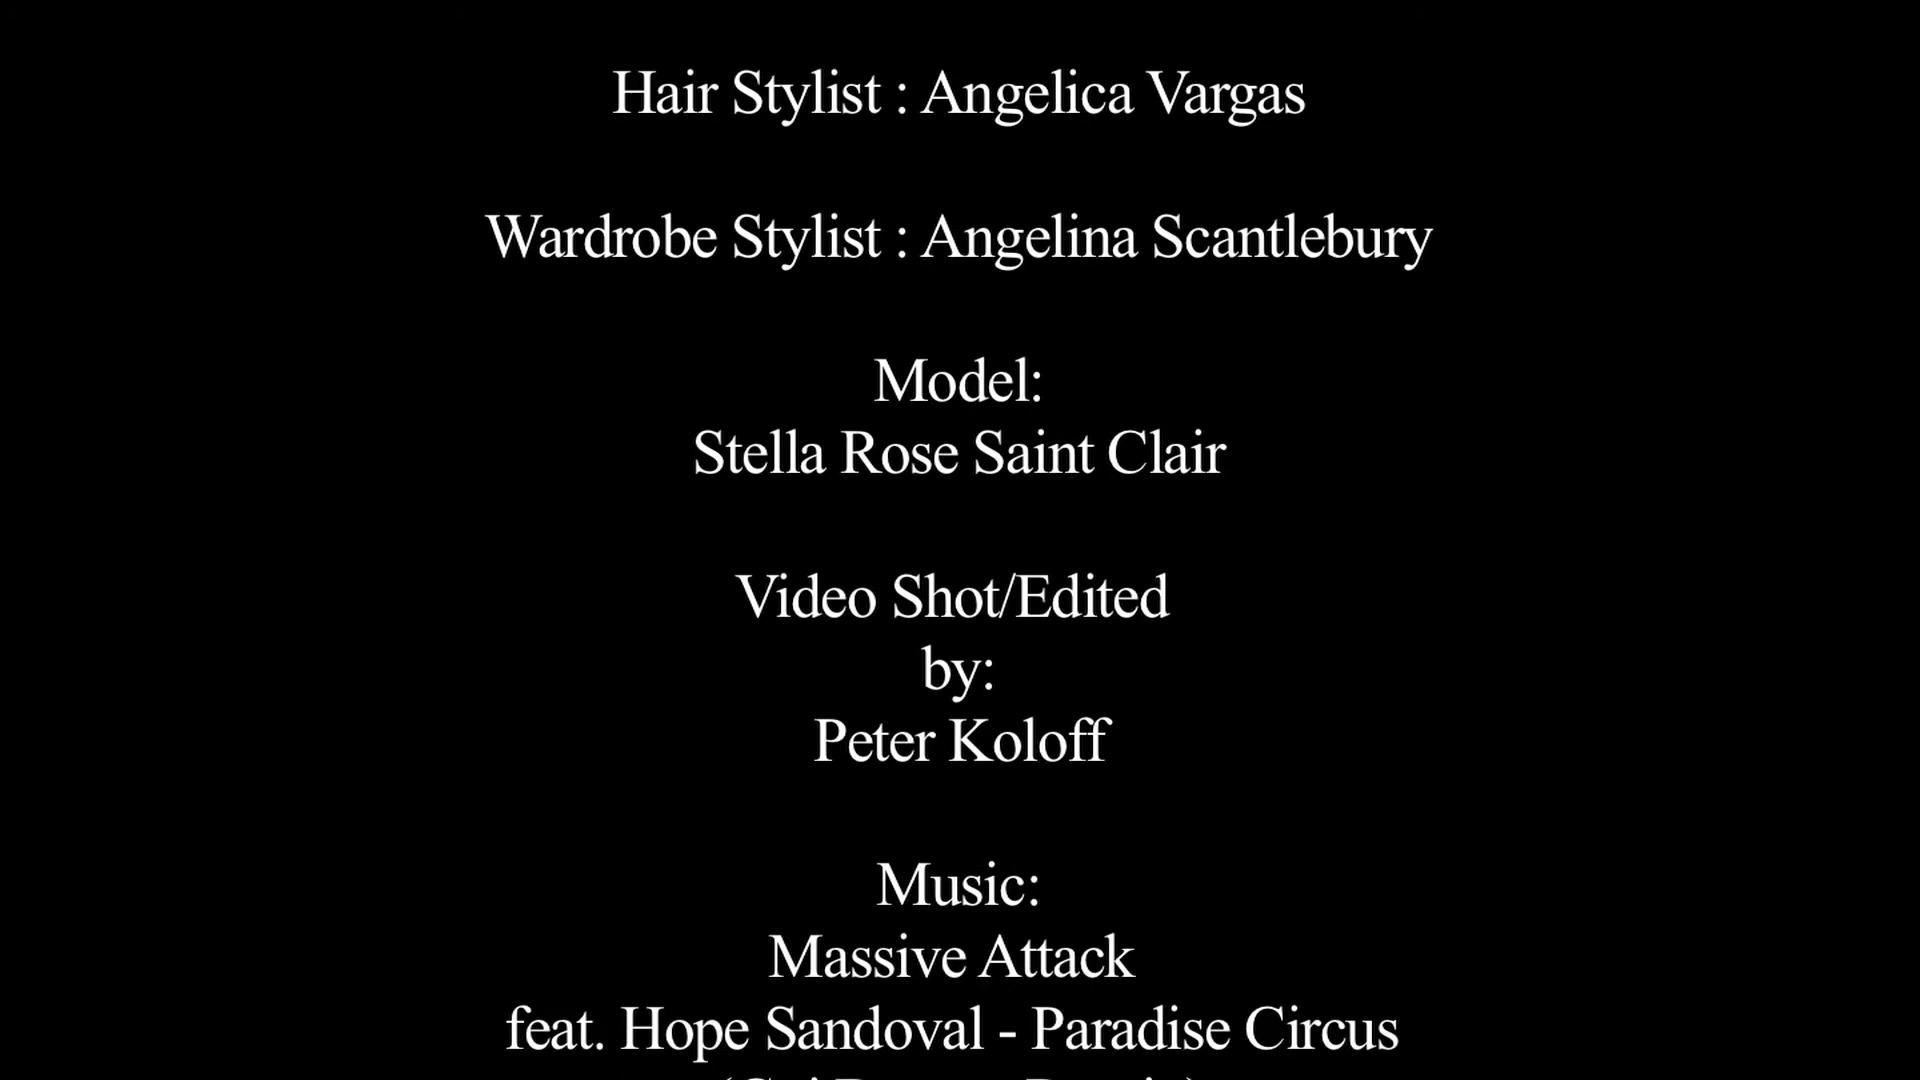 Hair Stylist : Angelica Vargas
Wardrobe Stylist : Angelina Scantlebury
Model:
Stella Rose Saint Clair
Video Shot/Edited
by:
Peter Koloff
Music:
Massive Attack
feat. Hope Sandoval - Paradise Circus